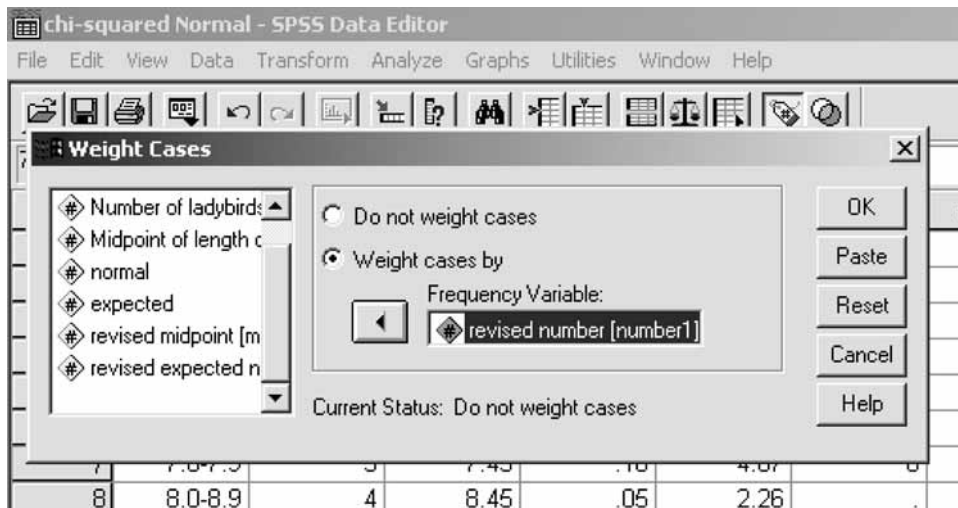 chi-squared Normal - SPSS Data Editor
File Edit View Data Transform Analyze Graphs Utilities Window Help
Weight Cases
Number of ladybirds
Midpoint of length
normal
expected
revised midpoint [m
revised expected n
Do not weight cases
Weight cases by
Frequency Variable:
revised number [number1]
Current Status: Do not weight cases
OK
Paste
Reset
Cancel
Help
8 8.0-8.9 4 8.45 .05 2.26 .